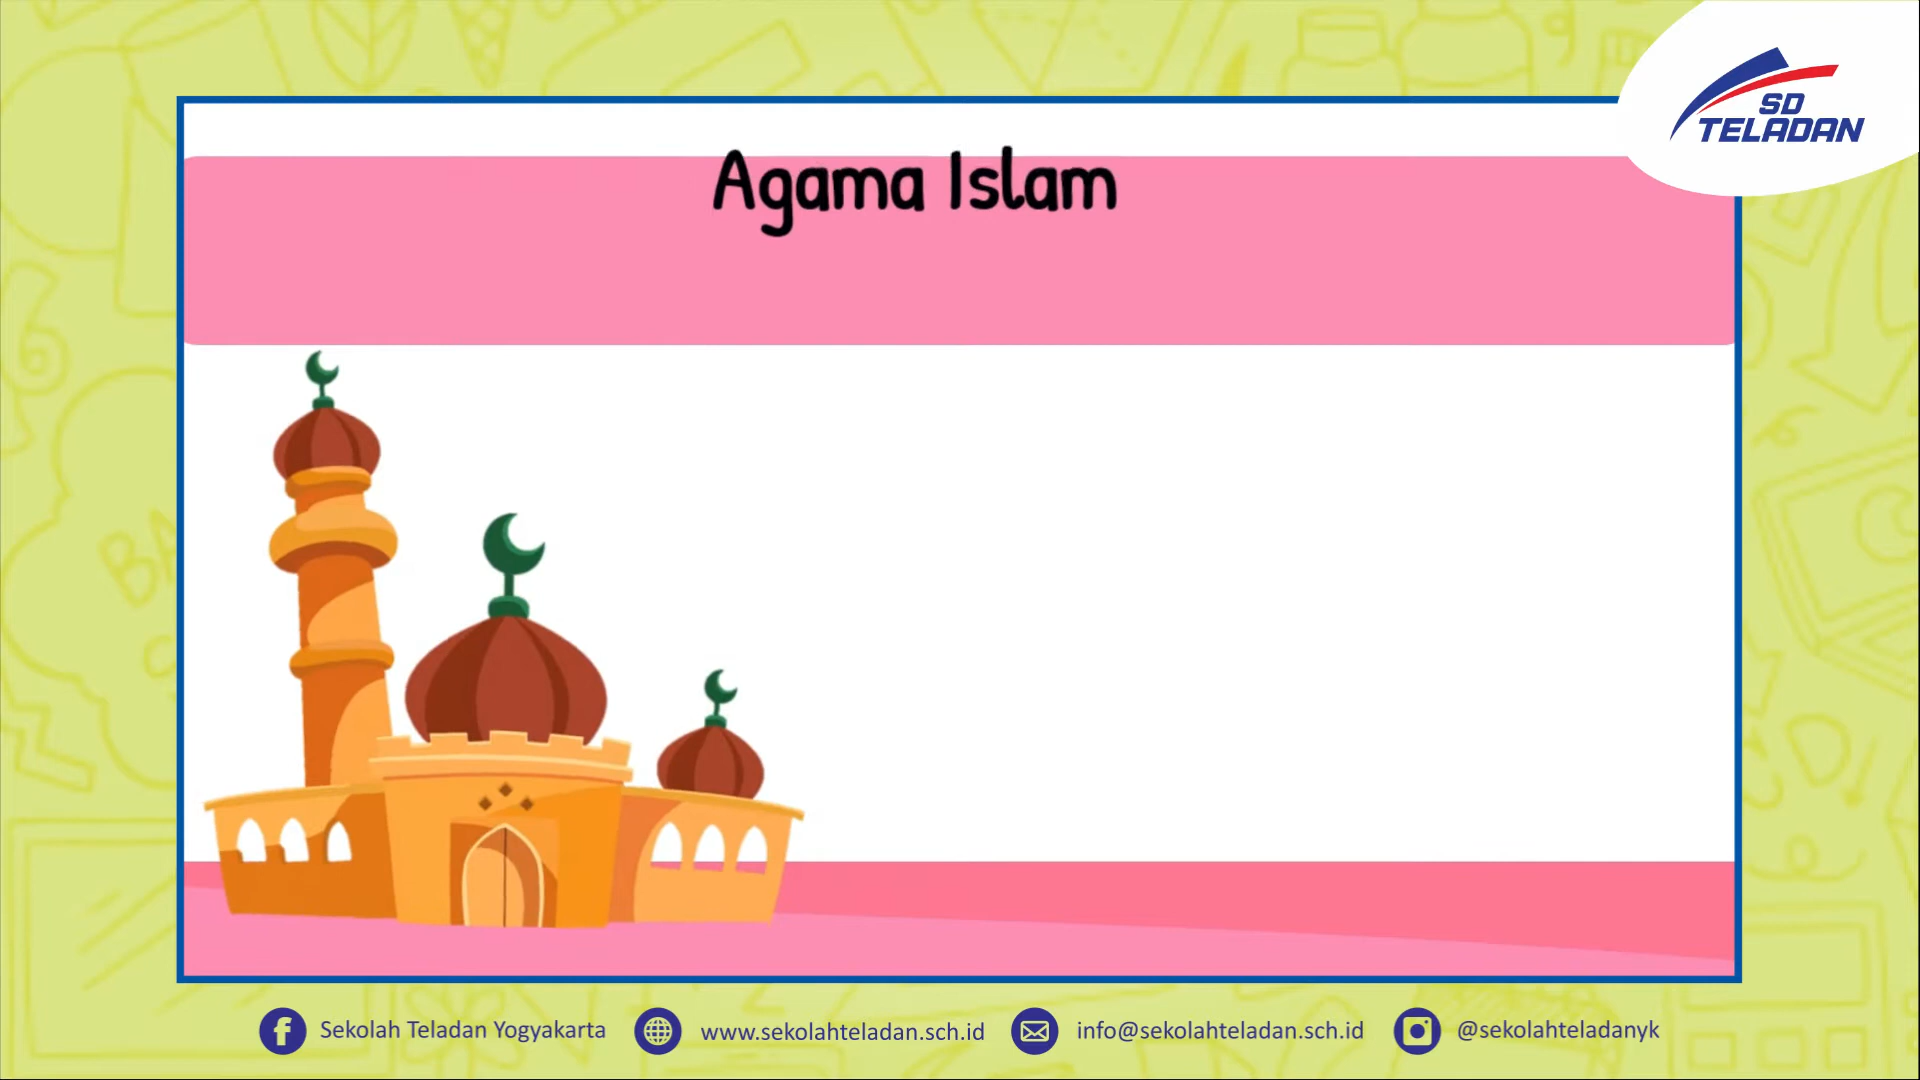 SD
TELADAN
Agama Islam
Sekolah Teladan Yogyakarta
www.sekolahteladan.sch.id
info@sekolahteladan.sch.id
@sekolahteladanyk